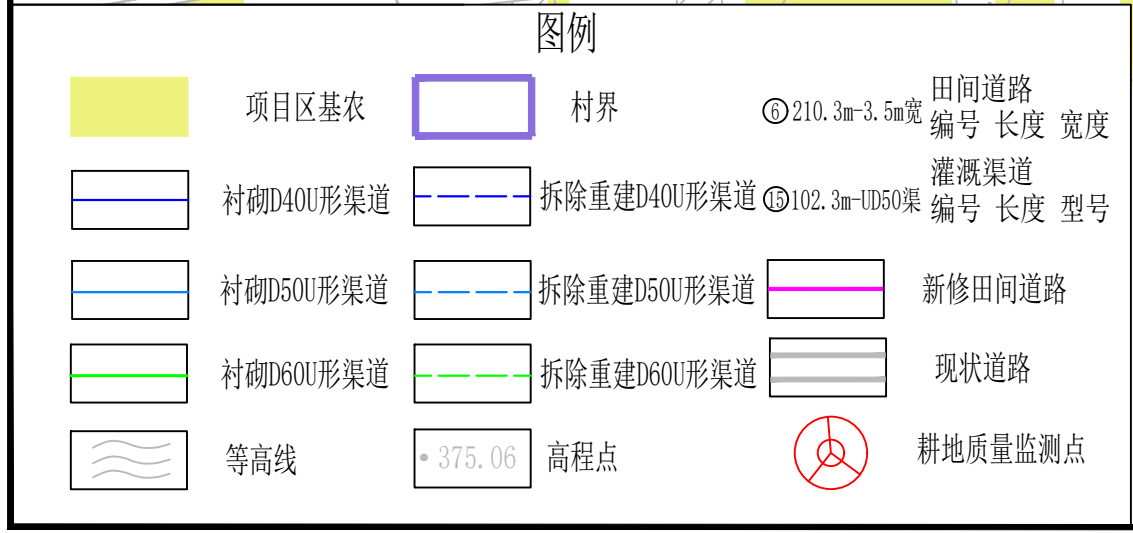 图例
项目区基农
村界
⑥210.3m-3.5m宽
田间道路
编号 长度 宽度
衬砌D40U形渠道
拆除重建D40U形渠道
⑮102.3m-UD50渠
灌溉渠道
编号 长度 型号
衬砌D50U形渠道
拆除重建D50U形渠道
新修田间道路
衬砌D60U形渠道
拆除重建D60U形渠道
现状道路
等高线
375.06
高程点
耕地质量监测点